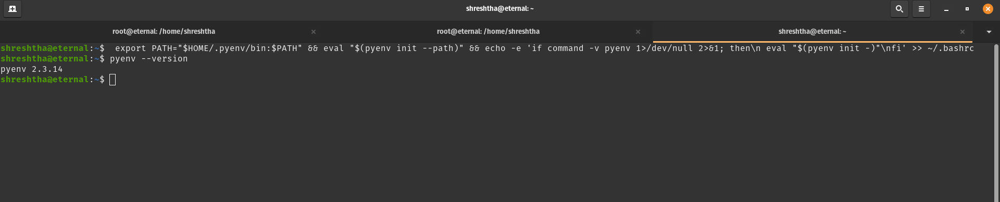 shreshtha@eternal: ~
root@eternal: /home/shreshtha
root@eternal: /home/shreshtha
shreshtha@eternal: ~
shreshtha@eternal:~$  export PATH="$HOME/.pyenv/bin:$PATH" && eval "$(pyenv init --path)" && echo -e 'if command -v pyenv 1>/dev/null 2>&1; then\n eval "$(pyenv init -)"\nfi' >> ~/.bashrc
shreshtha@eternal:~$ pyenv --version
pyenv 2.3.14
shreshtha@eternal:~$